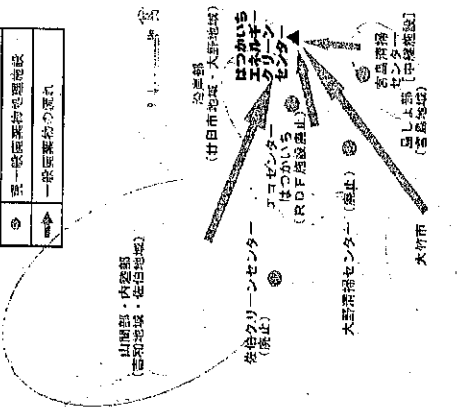 一般廃棄物処理施設
一般廃棄物の流れ
山間部・内陸部
(吉和地域・佐伯地域)
沿岸部
(廿日市地域・大野地域)
はつかいち
エネルギー
クリーン
センター
佐伯クリーンセンター
(廃止)
エコセンター
はつかいち
(RDF施設廃止)
大野清掃センター(廃止)
宮島清掃
センター
[中継施設]
島しょ部
(宮島地域)
大竹市